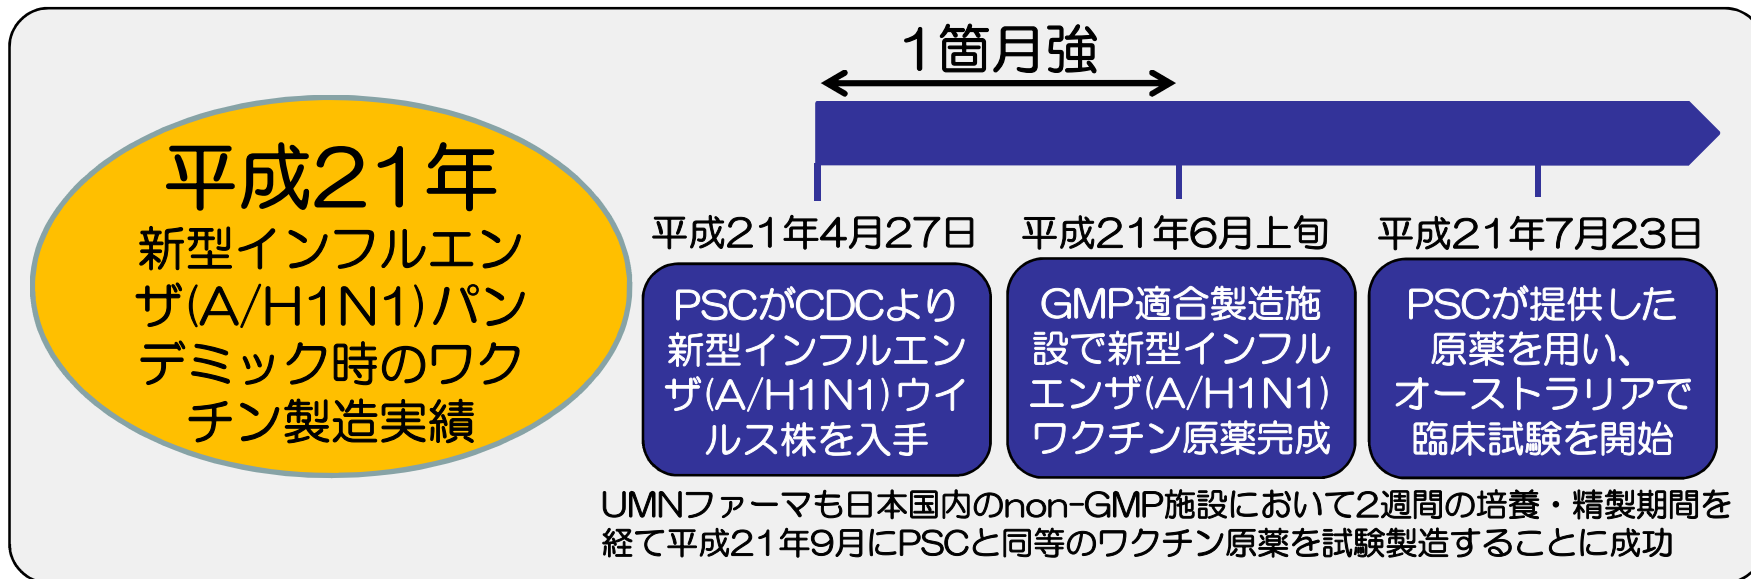 1箇月強
平成21年
新型インフルエン
ザ(A/H1N1)パン
デミック時のワク
チン製造実績
平成21年4月27日
PSCがCDCより
新型インフルエン
ザ(A/H1N1)ウイ
ルス株を入手
平成21年6月上旬
GMP適合製造施
設で新型インフル
エンザ(A/H1N1)
ワクチン原薬完成
平成21年7月23日
PSCが提供した
原薬を用い、
オーストラリアで
臨床試験を開始
UMNファーマも日本国内のnon-GMP施設において2週間の培養・精製期間を
経て平成21年9月にPSCと同等のワクチン原薬を試験製造することに成功